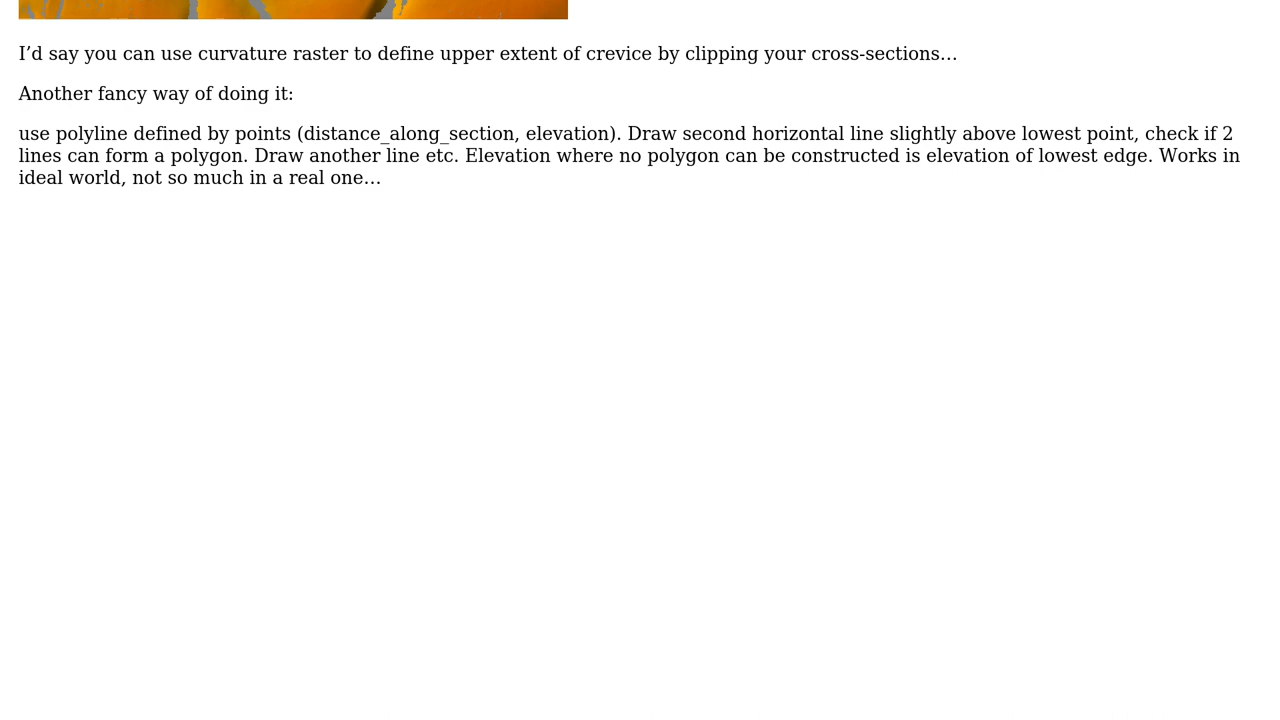 I’d say you can use curvature raster to define upper extent of crevice by clipping your cross-sections…
Another fancy way of doing it:
use polyline defined by points (distance_along_section, elevation). Draw second horizontal line slightly above lowest point, check if 2
lines can form a polygon. Draw another line etc. Elevation where no polygon can be constructed is elevation of lowest edge. Works in
ideal world, not so much in a real one…